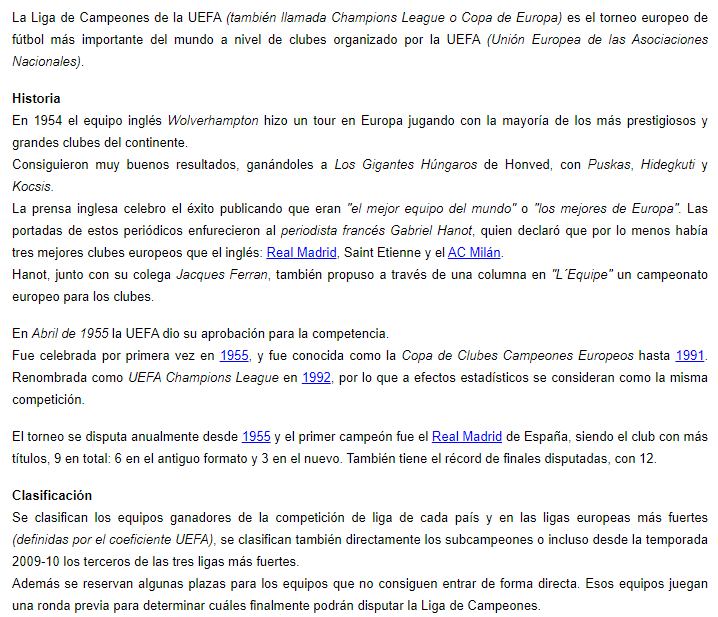 La Liga de Campeones de la UEFA (también llamada Champions League o Copa de Europa) es el torneo europeo de
fútbol más importante del mundo a nivel de clubes organizado por la UEFA (Unión Europea de las Asociaciones
Nacionales).
Historia
En 1954 el equipo inglés Wolverhampton hizo un tour en Europa jugando con la mayoría de los más prestigiosos y
grandes clubes del continente.
Consiguieron muy buenos resultados, ganándoles a Los Gigantes Húngaros de Honved, con Puskas, Hidegkuti y
Kocsis.
La prensa inglesa celebro el éxito publicando que eran "el mejor equipo del mundo" o "los mejores de Europa". Las
portadas de estos periódicos enfurecieron al periodista francés Gabriel Hanot, quien declaró que por lo menos había
tres mejores clubes europeos que el inglés: Real Madrid, Saint Etienne y el AC Milán.
Hanot, junto con su colega Jacques Ferran, también propuso a través de una columna en "L´Equipe" un campeonato
europeo para los clubes.
En Abril de 1955 la UEFA dio su aprobación para la competencia.
Fue celebrada por primera vez en 1955, y fue conocida como la Copa de Clubes Campeones Europeos hasta 1991.
Renombrada como UEFA Champions League en 1992, por lo que a efectos estadísticos se consideran como la misma
competición.
El torneo se disputa anualmente desde 1955 y el primer campeón fue el Real Madrid de España, siendo el club con más
títulos, 9 en total: 6 en el antiguo formato y 3 en el nuevo. También tiene el récord de finales disputadas, con 12.
Clasificación
Se clasifican los equipos ganadores de la competición de liga de cada país y en las ligas europeas más fuertes
(definidas por el coeficiente UEFA), se clasifican también directamente los subcampeones o incluso desde la temporada
2009-10 los terceros de las tres ligas más fuertes.
Además se reservan algunas plazas para los equipos que no consiguen entrar de forma directa. Esos equipos juegan
una ronda previa para determinar cuáles finalmente podrán disputar la Liga de Campeones.